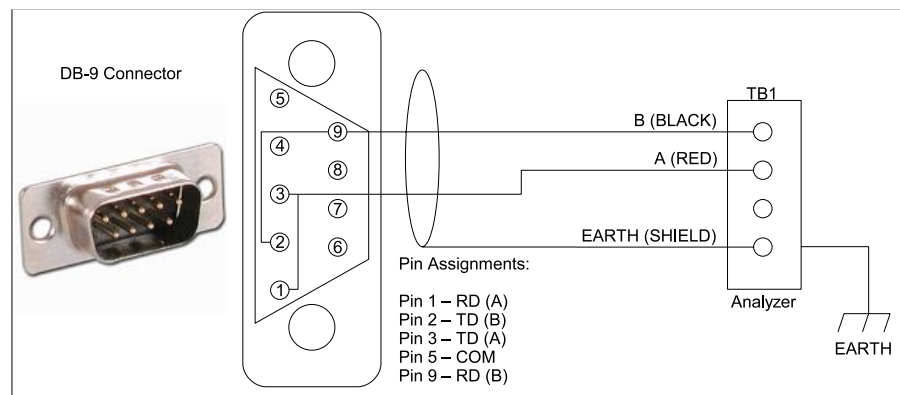 DB-9 Connector
5
4
9
3
8
2
7
1
6
TB1
B (BLACK)
A (RED)
EARTH (SHIELD)
Analyzer
EARTH
Pin Assignments:
Pin 1 – RD (A)
Pin 2 – TD (B)
Pin 3 – TD (A)
Pin 5 – COM
Pin 9 – RD (B)